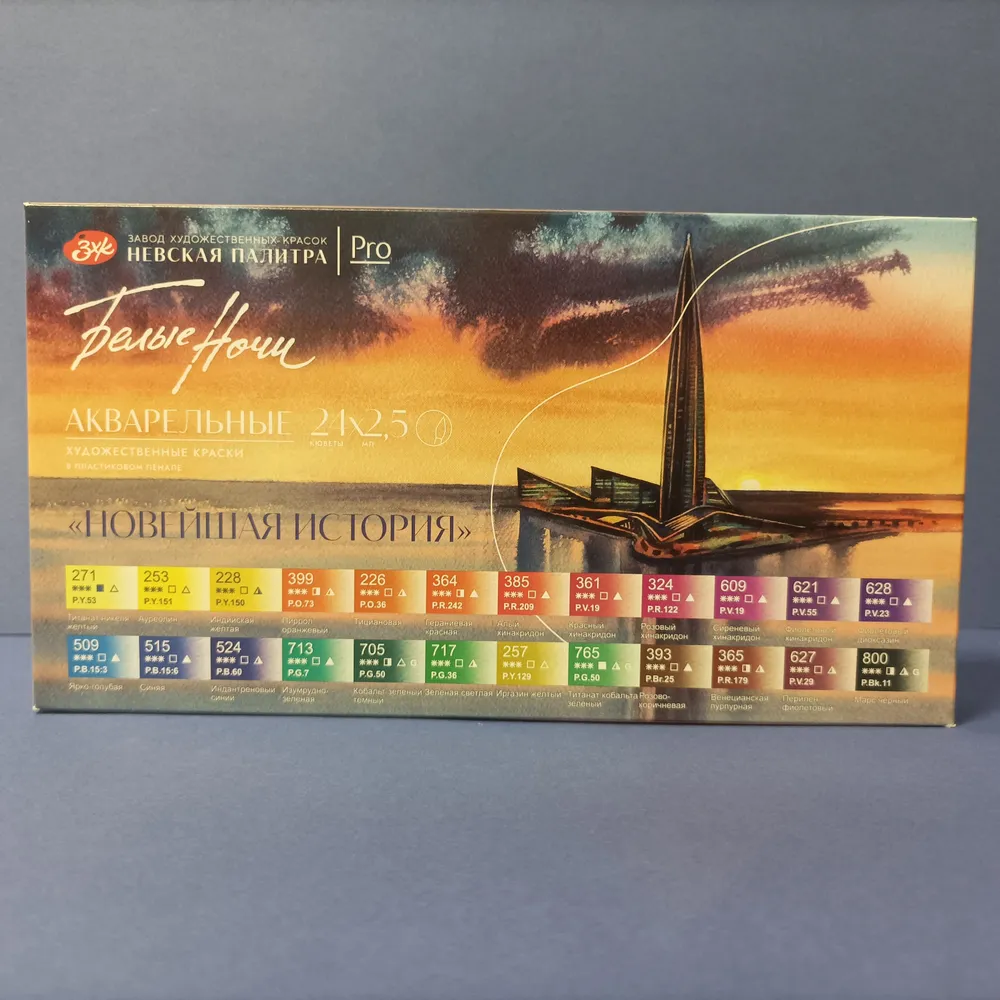 ЗХК
ЗАВОД ХУДОЖЕСТВЕННЫХ КРАСОК
НЕВСКАЯ ПАЛИТРА
Pro
Белые Ночи
АКВАРЕЛЬНЫЕ 24x2,5
КЮВЕТЫ МЛ
ХУДОЖЕСТВЕННЫЕ КРАСКИ
В ПЛАСТИКОВОМ ПЕНАЛЕ
«НОВЕЙШАЯ ИСТОРИЯ»
271 253 228 399 226 364 385 361 324 609 621 628
*** *** *** *** *** *** *** *** *** *** *** ***
P.Y.53 P.Y.151 P.Y.150 P.O.73 P.O.36 P.R.242 P.R.209 P.V.19 P.R.122 P.V.19 P.V.55 P.V.23
Титанат никеля желтый Ауреолин Индийская желтая Пиррол оранжевый Тициановая Гераневая красная Алый хинакридон Красный хинакридон Розовый хинакридон Сиреневый хинакридон
509 515 524 713 705 717 257 765 393 365 627 800
*** *** *** *** *** G *** *** *** G *** *** *** *** G
P.B.15:3 P.B.15:6 P.B.60 P.G.7 P.G.50 P.G.36 P.Y.129 P.G.50 P.Br.25 P.R.179 P.V.29 P.Bk.11
Ярко-голубая Синяя Индантреновый синий Изумрудно-зеленая Кобальт зеленый темный Зеленая светлая Иргазин желтый Титанат кобальта зеленый Розово-коричневая Венецианская пурпурная Перилен фиолетовый Марс черный